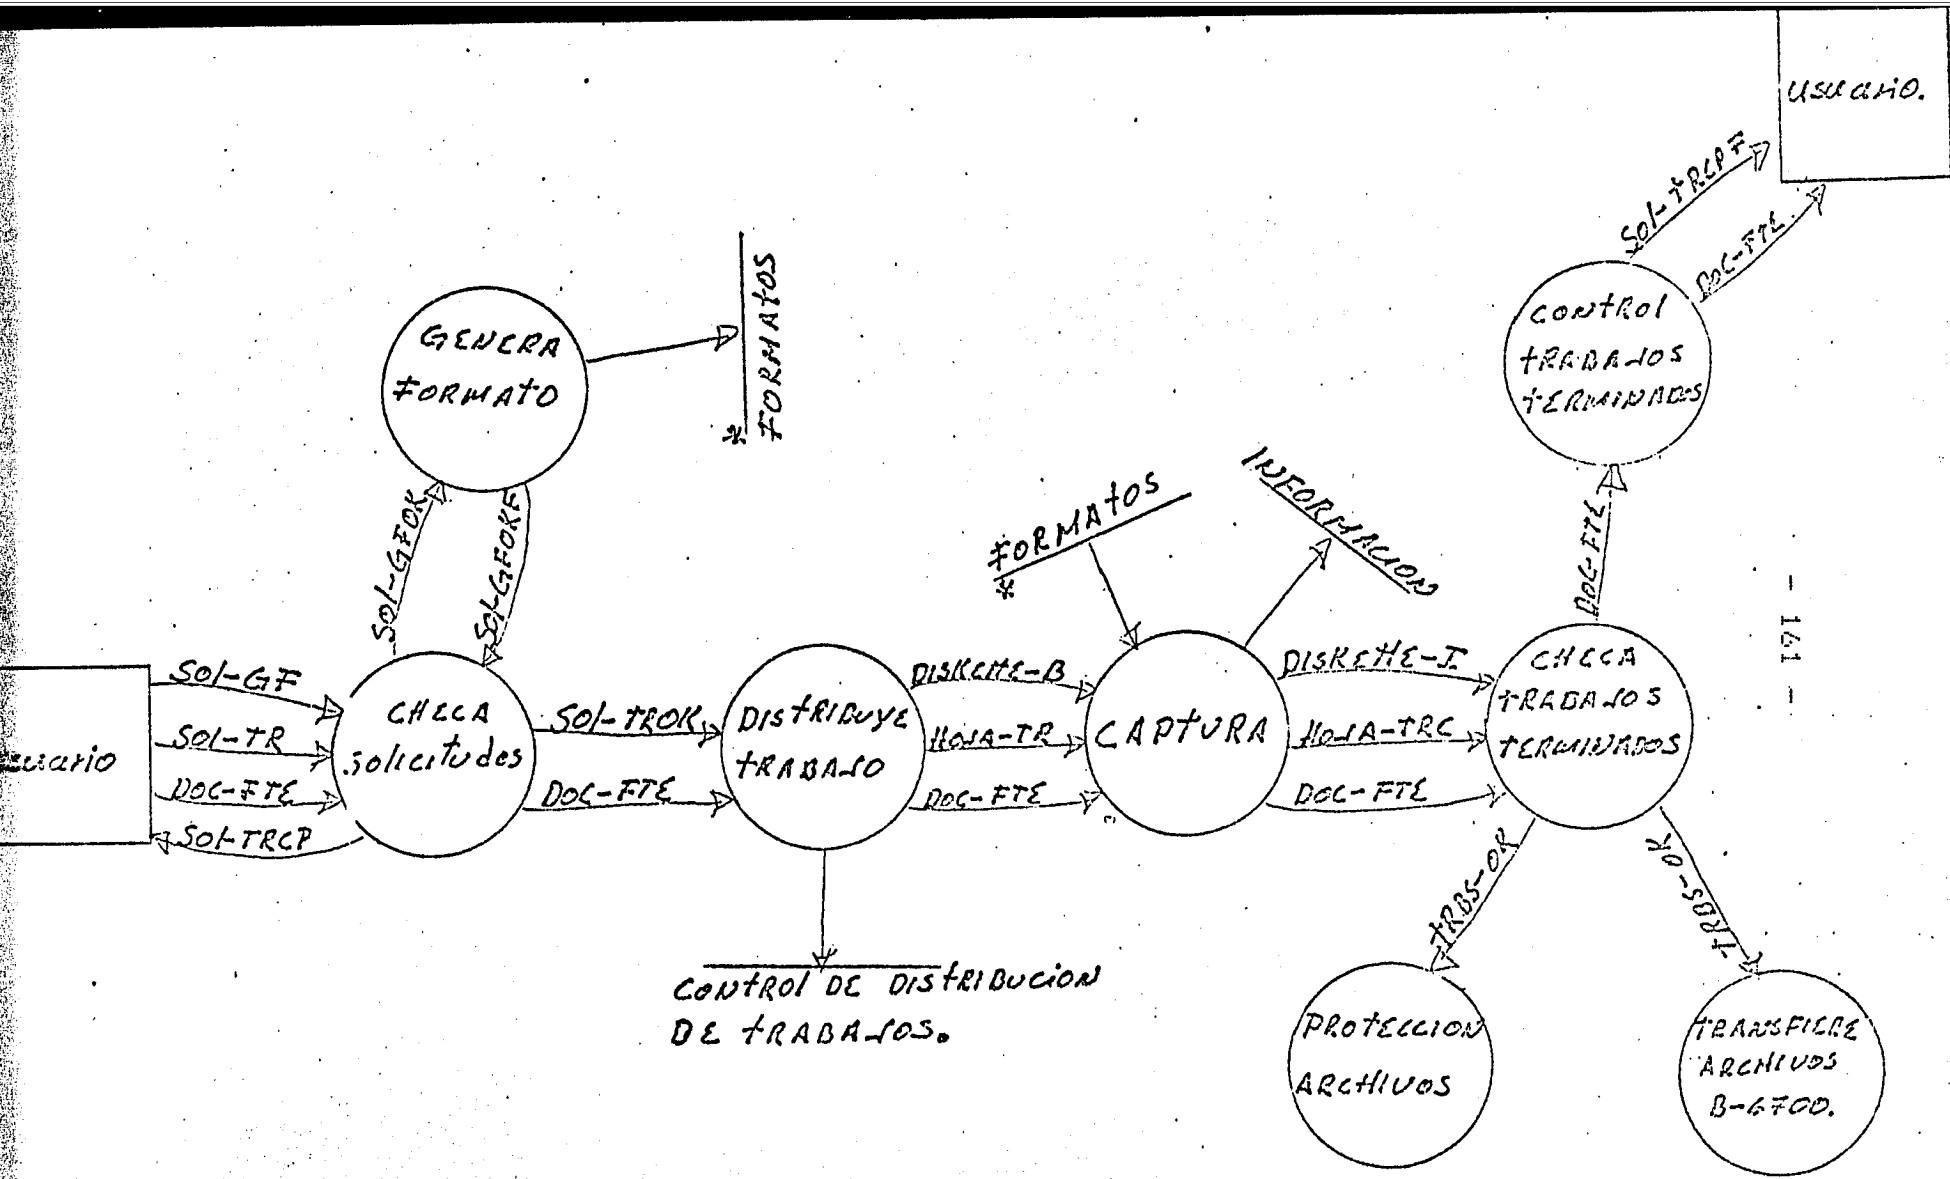 usuario.
Sol-TRCPF
DOC-FTE
CONTROl
TRABAJOS
TERMINADOS
GENERA
FORMATO
* FORMATOS
Sol-GFOK
Sol-GFOKF
* FORMATOS
INFORMACION
DOC-FTE
- 161 -
suario
Sol-GF
Sol-TR
DOC-FTE
Sol-TRCP
CHECA
Solicitudes
Sol-TROK
DOC-FTE
DISTRIBUYE
TRABAJO
DISKETTE-B
HOJA-TR
DOC-FTE
CAPTURA
DISKETTE-I
HOJA-TRC
DOC-FTE
CHECA
TRABAJOS
TERMINADOS
TRBS-OK
TRBS-OK
CONTROl DE DISTRIBUCION
DE TRABAJOS.
PROTECCION
ARCHIVOS
TRANSFIERE
ARCHIVOS
B-6700.